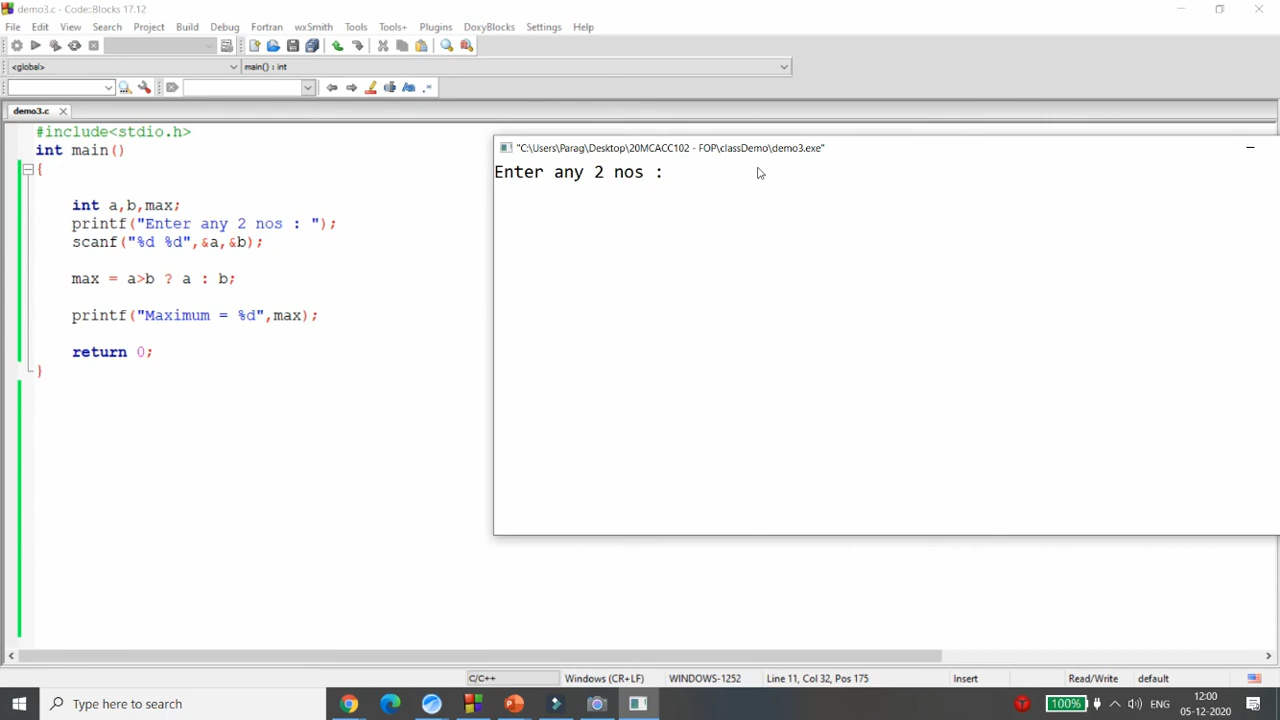 demo3.c - Code::Blocks 17.12
File Edit View Search Project Build Debug Fortran wxSmith Tools Tools+ Plugins DoxyBlocks Settings Help
<global> main() : int
demo3.c
#include<stdio.h>
int main()
{
int a,b,max;
printf("Enter any 2 nos : ");
scanf("%d %d",&a,&b);
max = a>b ? a : b;
printf("Maximum = %d",max);
return 0;
}
"C:\Users\Parag\Desktop\20MCACC102 - FOP\classDemo\demo3.exe"
Enter any 2 nos :
C/C++ Windows (CR+LF) WINDOWS-1252 Line 11, Col 32, Pos 175 Insert Read/Write default
Type here to search
100% ENG 12:00
05-12-2020